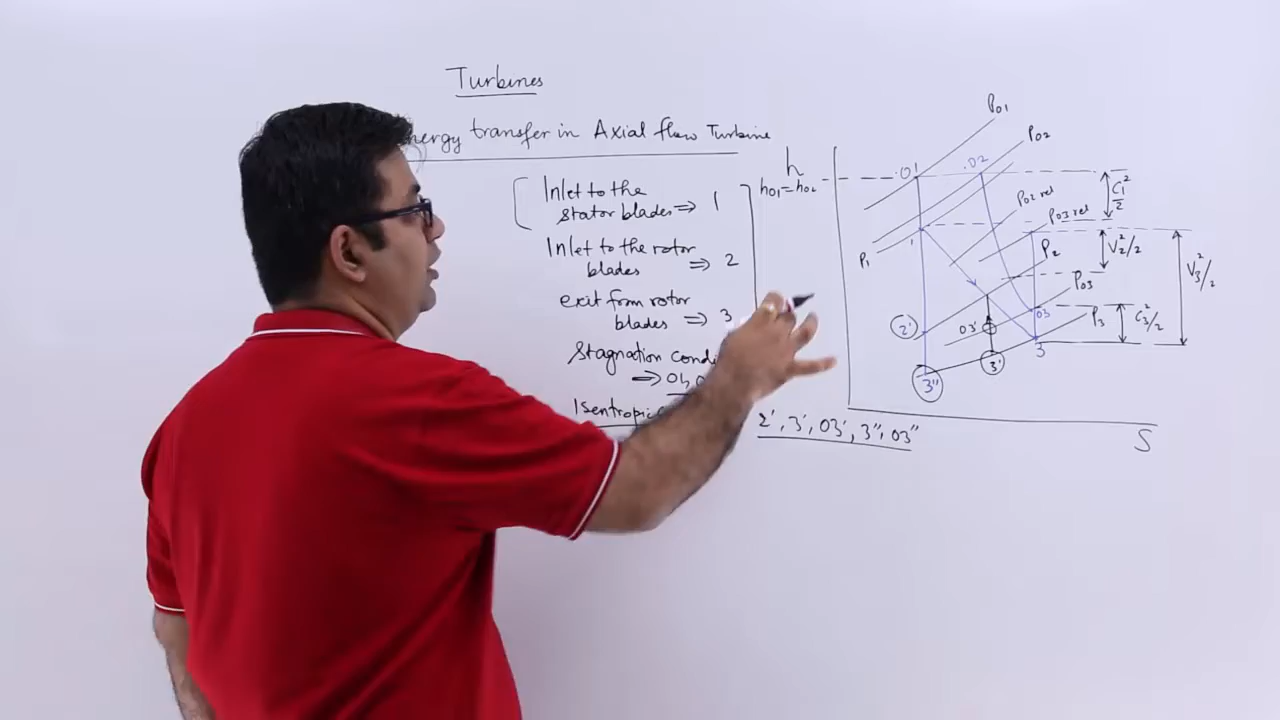 Turbines
nergy transfer in Axial flow Turbine
Inlet to the
stator blades ⇒ 1
Inlet to the rotor
blades ⇒ 2
exit from rotor
blades ⇒ 3
Stagnation condi
⇒ 01, 0
Isentropic
2', 3', 03', 3", 03"
h
h01=h02
P01
P02
01
.02
C1²/2
P02 rel
P03 rel
1
P1
P2
V2²/2
V3²/2
P03
2'
03'
03
P3
C3²/2
3
3'
3"
S